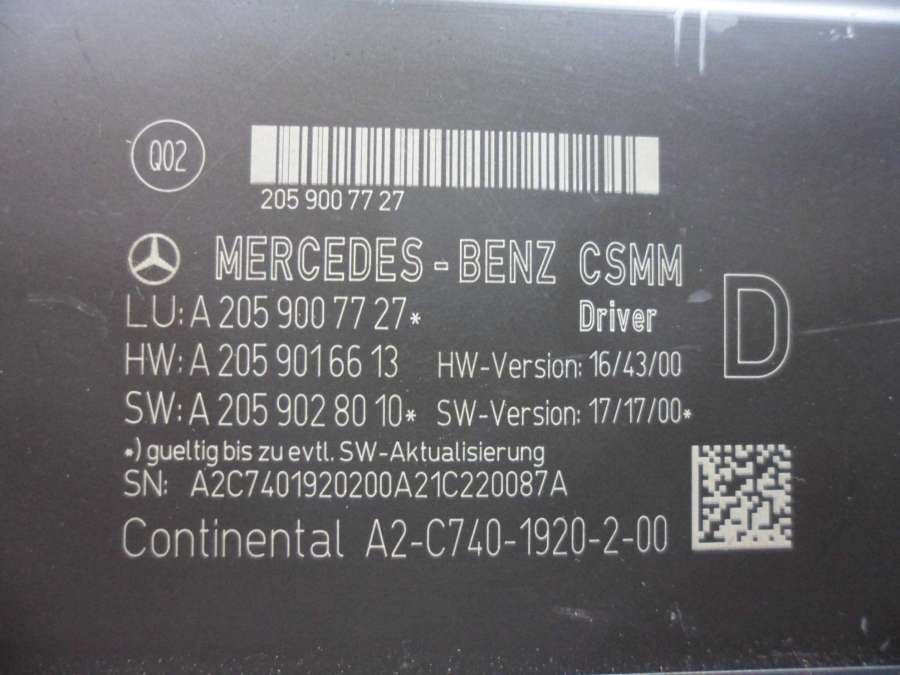 Q02
205 900 77 27
MERCEDES-BENZ CSMM
LU: A 205 900 77 27*
Driver
D
HW: A 205 901 66 13 HW-Version: 16/43/00
SW: A 205 902 80 10* SW-Version: 17/17/00*
*) gueltig bis zu evtl. SW-Aktualisierung
SN: A2C7401920200A21C220087A
Continental A2-C740-1920-2-00